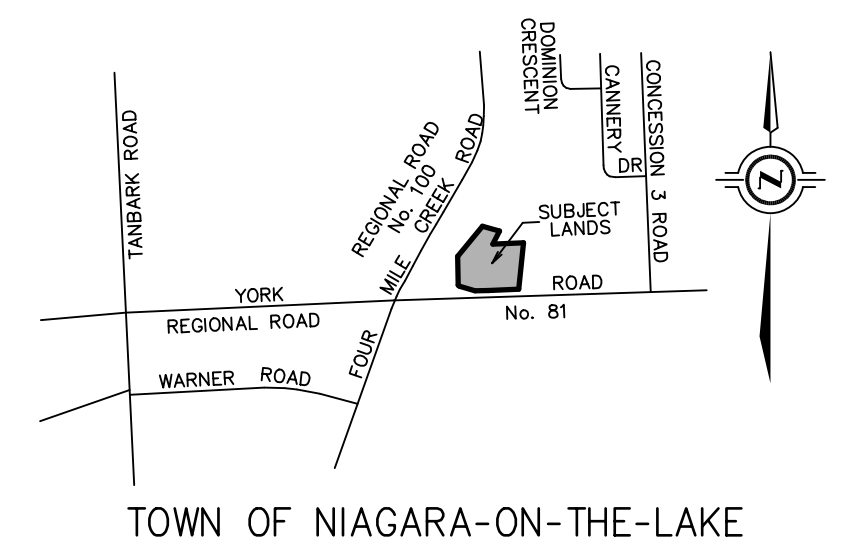 DOMINION
CRESCENT
CANNERY
DR
CONCESSION 3 ROAD
TANBARK ROAD
REGIONAL ROAD
No. 100
FOUR MILE CREEK ROAD
SUBJECT
LANDS
YORK ROAD
REGIONAL ROAD No. 81
WARNER ROAD
N
TOWN OF NIAGARA-ON-THE-LAKE